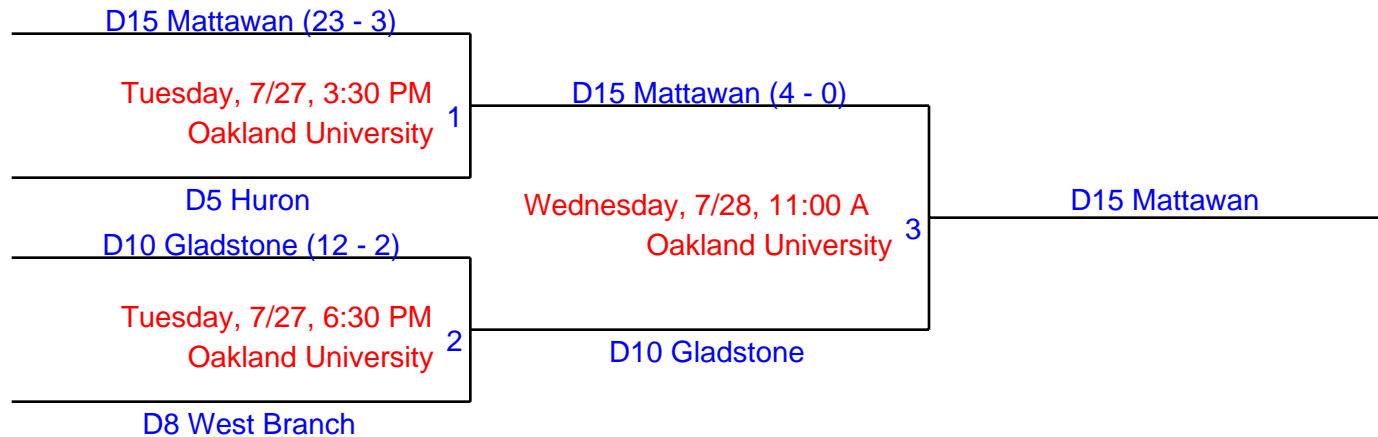 D15 Mattawan (23 - 3)
Tuesday, 7/27, 3:30 PM
Oakland University
1
D5 Huron
D10 Gladstone (12 - 2)
Tuesday, 7/27, 6:30 PM
Oakland University
2
D8 West Branch
D15 Mattawan (4 - 0)
Wednesday, 7/28, 11:00 A
Oakland University
3
D10 Gladstone
D15 Mattawan